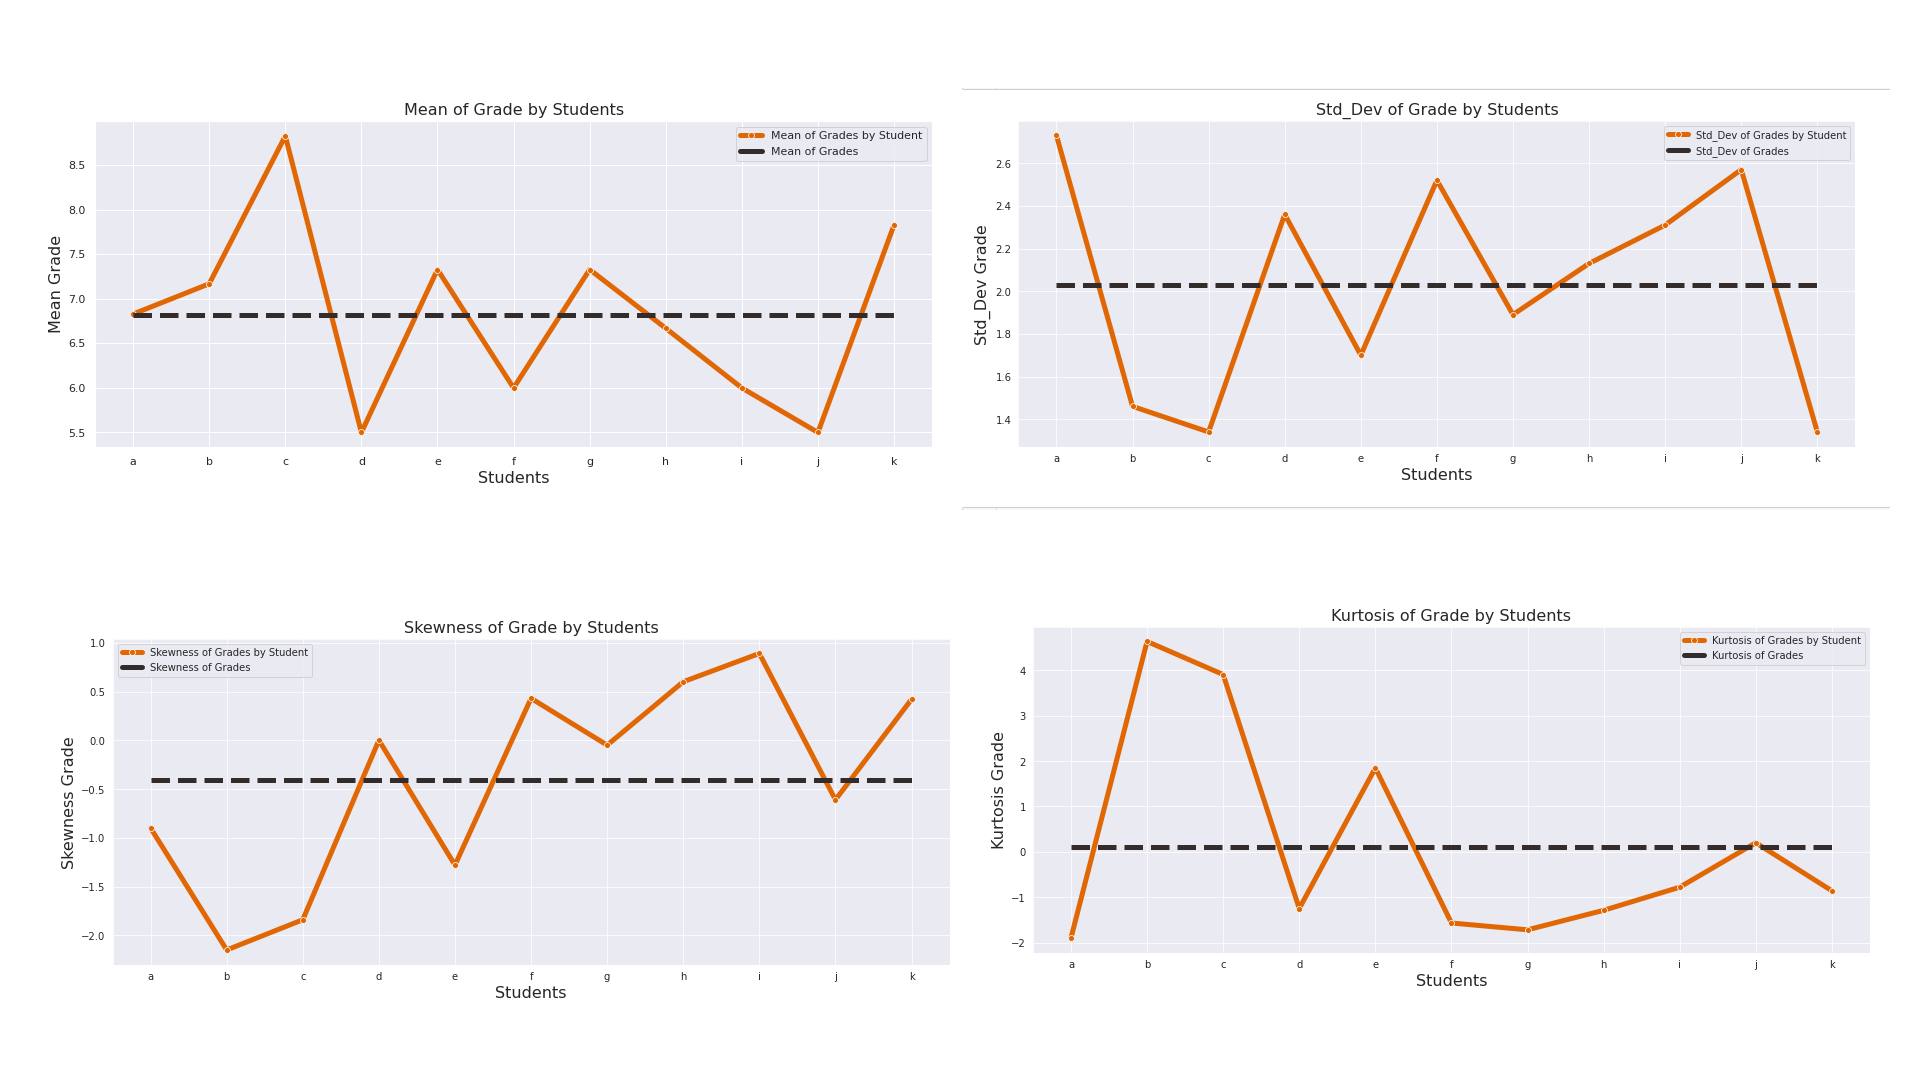 Mean of Grade by Students
Mean of Grades by Student
Mean of Grades
Mean Grade
8.5
8.0
7.5
7.0
6.5
6.0
5.5
a b c d e f g h i j k
Students
Std_Dev of Grade by Students
Std_Dev of Grades by Student
Std_Dev of Grades
Std_Dev Grade
2.6
2.4
2.2
2.0
1.8
1.6
1.4
a b c d e f g h i j k
Students
Skewness of Grade by Students
Skewness of Grades by Student
Skewness of Grades
Skewness Grade
1.0
0.5
0.0
−0.5
−1.0
−1.5
−2.0
a b c d e f g h i j k
Students
Kurtosis of Grade by Students
Kurtosis of Grades by Student
Kurtosis of Grades
Kurtosis Grade
4
3
2
1
0
−1
−2
a b c d e f g h i j k
Students